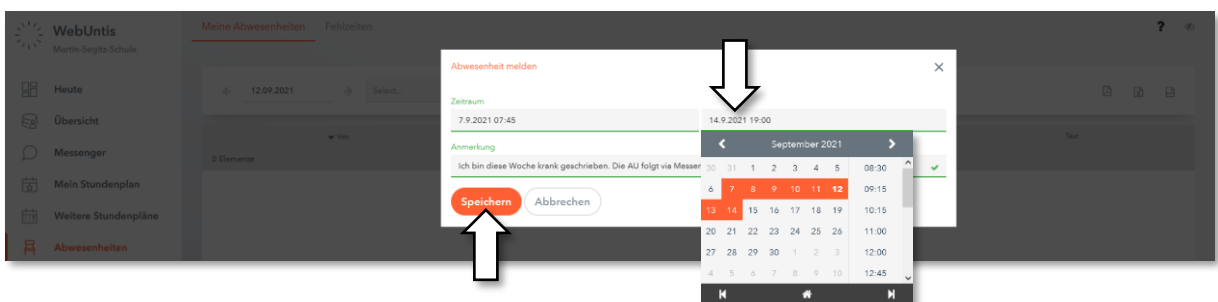 WebUntis
Martin-Segitz-Schule
Meine Abwesenheiten Fehlzeiten
?
Heute
Übersicht
Messenger
Mein Stundenplan
Weitere Stundenpläne
Abwesenheiten
12.09.2021 Select...
Von Text
0 Elemente
Abwesenheit melden
Zeitraum
7.9.2021 07:45 14.9.2021 19:00
Anmerkung
Ich bin diese Woche krank geschrieben. Die AU folgt via
Speichern Abbrechen
September 2021
30 31 1 2 3 4 5 08:30
6 7 8 9 10 11 12 09:15
13 14 15 16 17 18 19 10:15
20 21 22 23 24 25 26 11:00
27 28 29 30 1 2 3 12:00
4 5 6 7 8 9 10 12:45